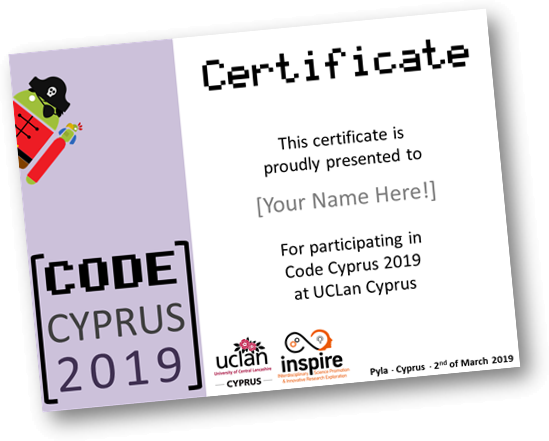 Certificate
This certificate is
proudly presented to
[Your Name Here!]
For participating in
Code Cyprus 2019
at UCLan Cyprus
[CODE
CYPRUS
2019]
uclan
University of Central Lancashire
CYPRUS
inspire
Interdisciplinary Science Promotion
& Innovative Research Exploration
Pyla - Cyprus - 2nd of March 2019